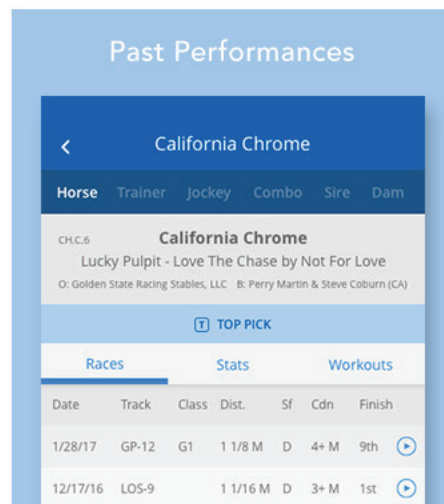 Past Performances
California Chrome
Horse Trainer Jockey Combo Sire Dam
CH.C.6 California Chrome
Lucky Pulpit - Love The Chase by Not For Love
O: Golden State Racing Stables, LLC B: Perry Martin & Steve Coburn (CA)
T TOP PICK
Races Stats Workouts
Date Track Class Dist. Sf Cdn Finish
1/28/17 GP-12 G1 1 1/8 M D 4+ M 9th
12/17/16 LOS-9 1 1/16 M D 3+ M 1st